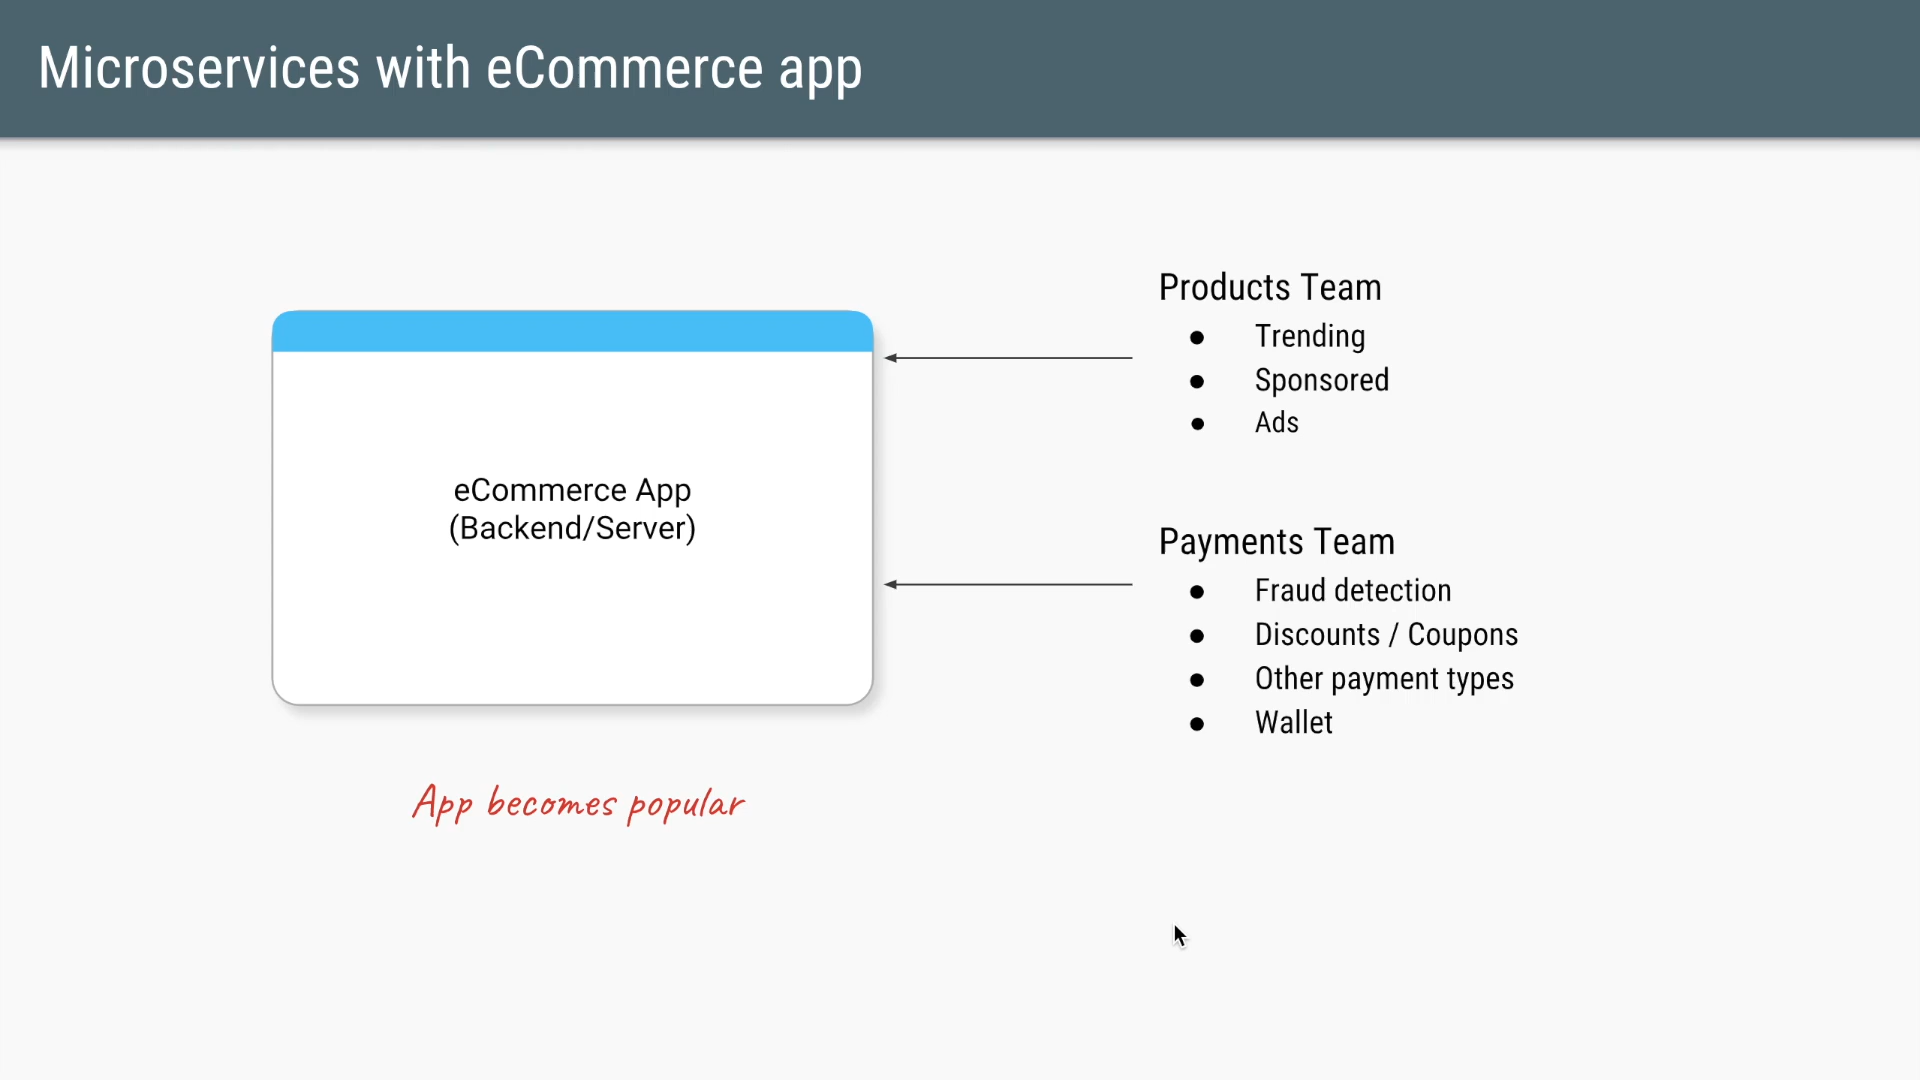 Microservices with eCommerce app
eCommerce App
(Backend/Server)
App becomes popular
Products Team
● Trending
● Sponsored
● Ads
Payments Team
● Fraud detection
● Discounts / Coupons
● Other payment types
● Wallet